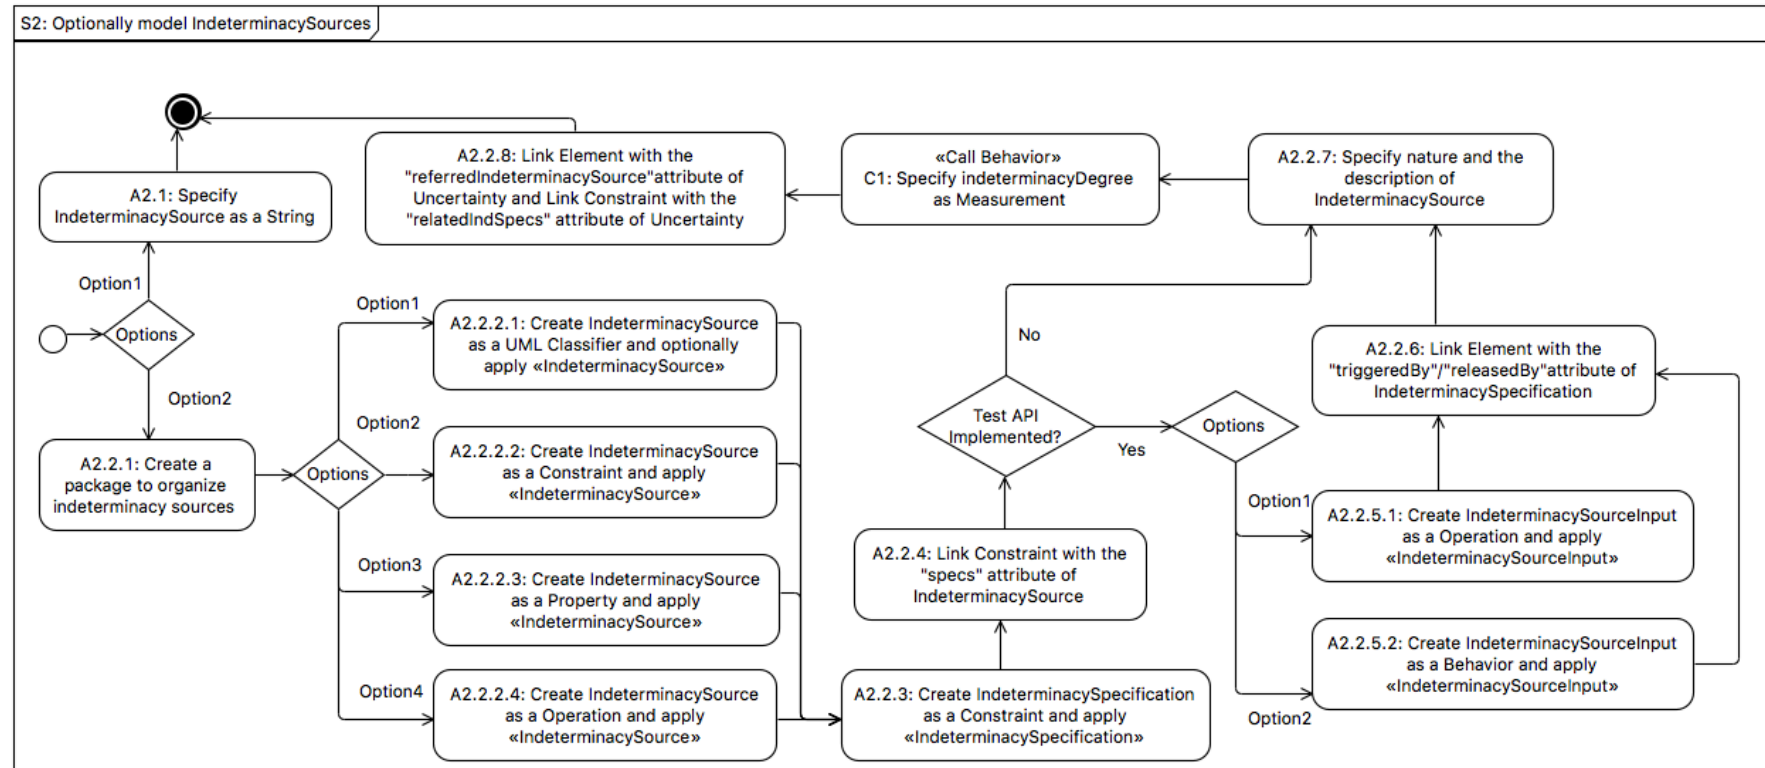 S2: Optionally model IndeterminacySources
A2.1: Specify
IndeterminacySource as a String
A2.2.8: Link Element with the
"referredIndeterminacySource"attribute of
Uncertainty and Link Constraint with the
"relatedIndSpecs" attribute of Uncertainty
«Call Behavior»
C1: Specify indeterminacyDegree
as Measurement
A2.2.7: Specify nature and the
description of
IndeterminacySource
Option1
Options
Option2
A2.2.1: Create a
package to organize
indeterminacy sources
Options
Option1
A2.2.2.1: Create IndeterminacySource
as a UML Classifier and optionally
apply «IndeterminacySource»
Option2
A2.2.2.2: Create IndeterminacySource
as a Constraint and apply
«IndeterminacySource»
Option3
A2.2.2.3: Create IndeterminacySource
as a Property and apply
«IndeterminacySource»
Option4
A2.2.2.4: Create IndeterminacySource
as a Operation and apply
«IndeterminacySource»
A2.2.3: Create IndeterminacySpecification
as a Constraint and apply
«IndeterminacySpecification»
A2.2.4: Link Constraint with the
"specs" attribute of
IndeterminacySource
Test API
Implemented?
No
Yes
Options
Option1
A2.2.5.1: Create IndeterminacySourceInput
as a Operation and apply
«IndeterminacySourceInput»
Option2
A2.2.5.2: Create IndeterminacySourceInput
as a Behavior and apply
«IndeterminacySourceInput»
A2.2.6: Link Element with the
"triggeredBy"/"releasedBy"attribute of
IndeterminacySpecification